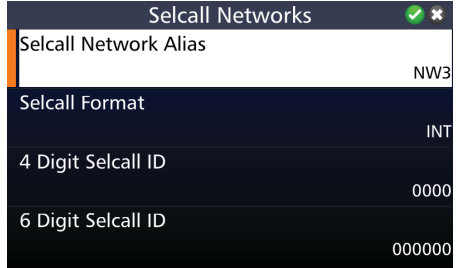 Selcall Networks
Selcall Network Alias
NW3
Selcall Format
INT
4 Digit Selcall ID
0000
6 Digit Selcall ID
000000